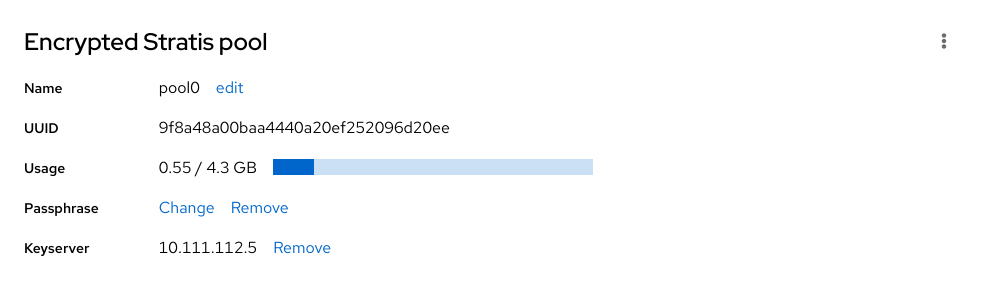 Encrypted Stratis pool
Name pool0 edit
UUID 9f8a48a00baa4440a20ef252096d20ee
Usage 0.55 / 4.3 GB
Passphrase Change Remove
Keyserver 10.111.112.5 Remove